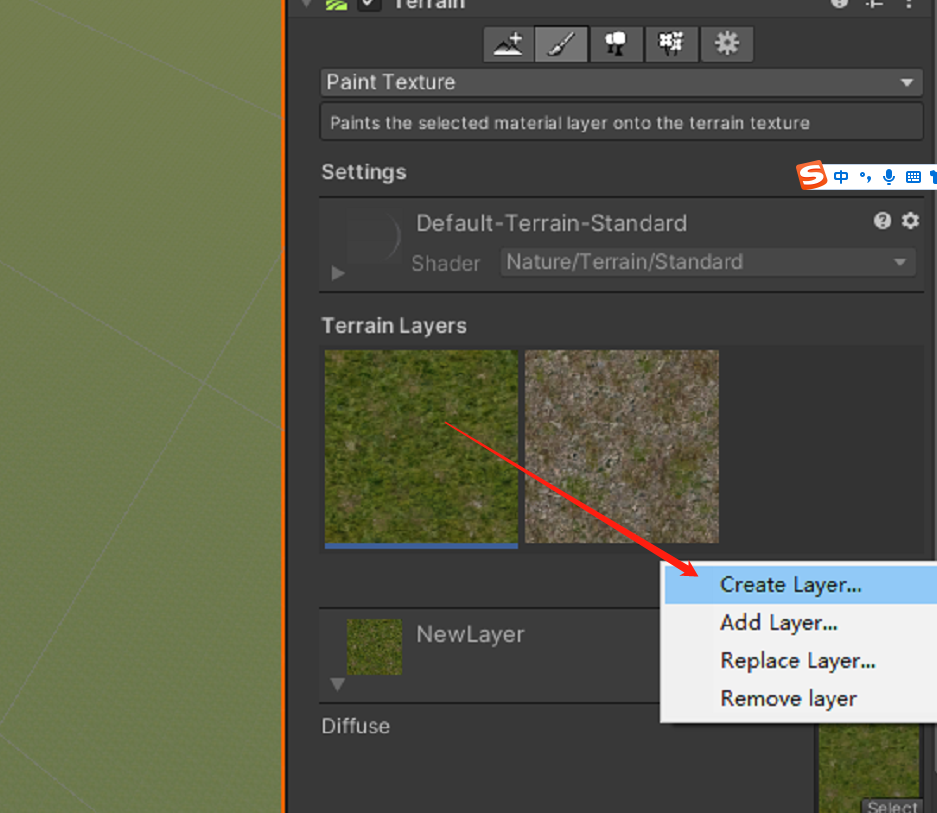 Terrain
Paint Texture
Paints the selected material layer onto the terrain texture
Settings
中
Default-Terrain-Standard
Shader
Nature/Terrain/Standard
Terrain Layers
Create Layer...
Add Layer...
Replace Layer...
Remove layer
NewLayer
Diffuse
Select